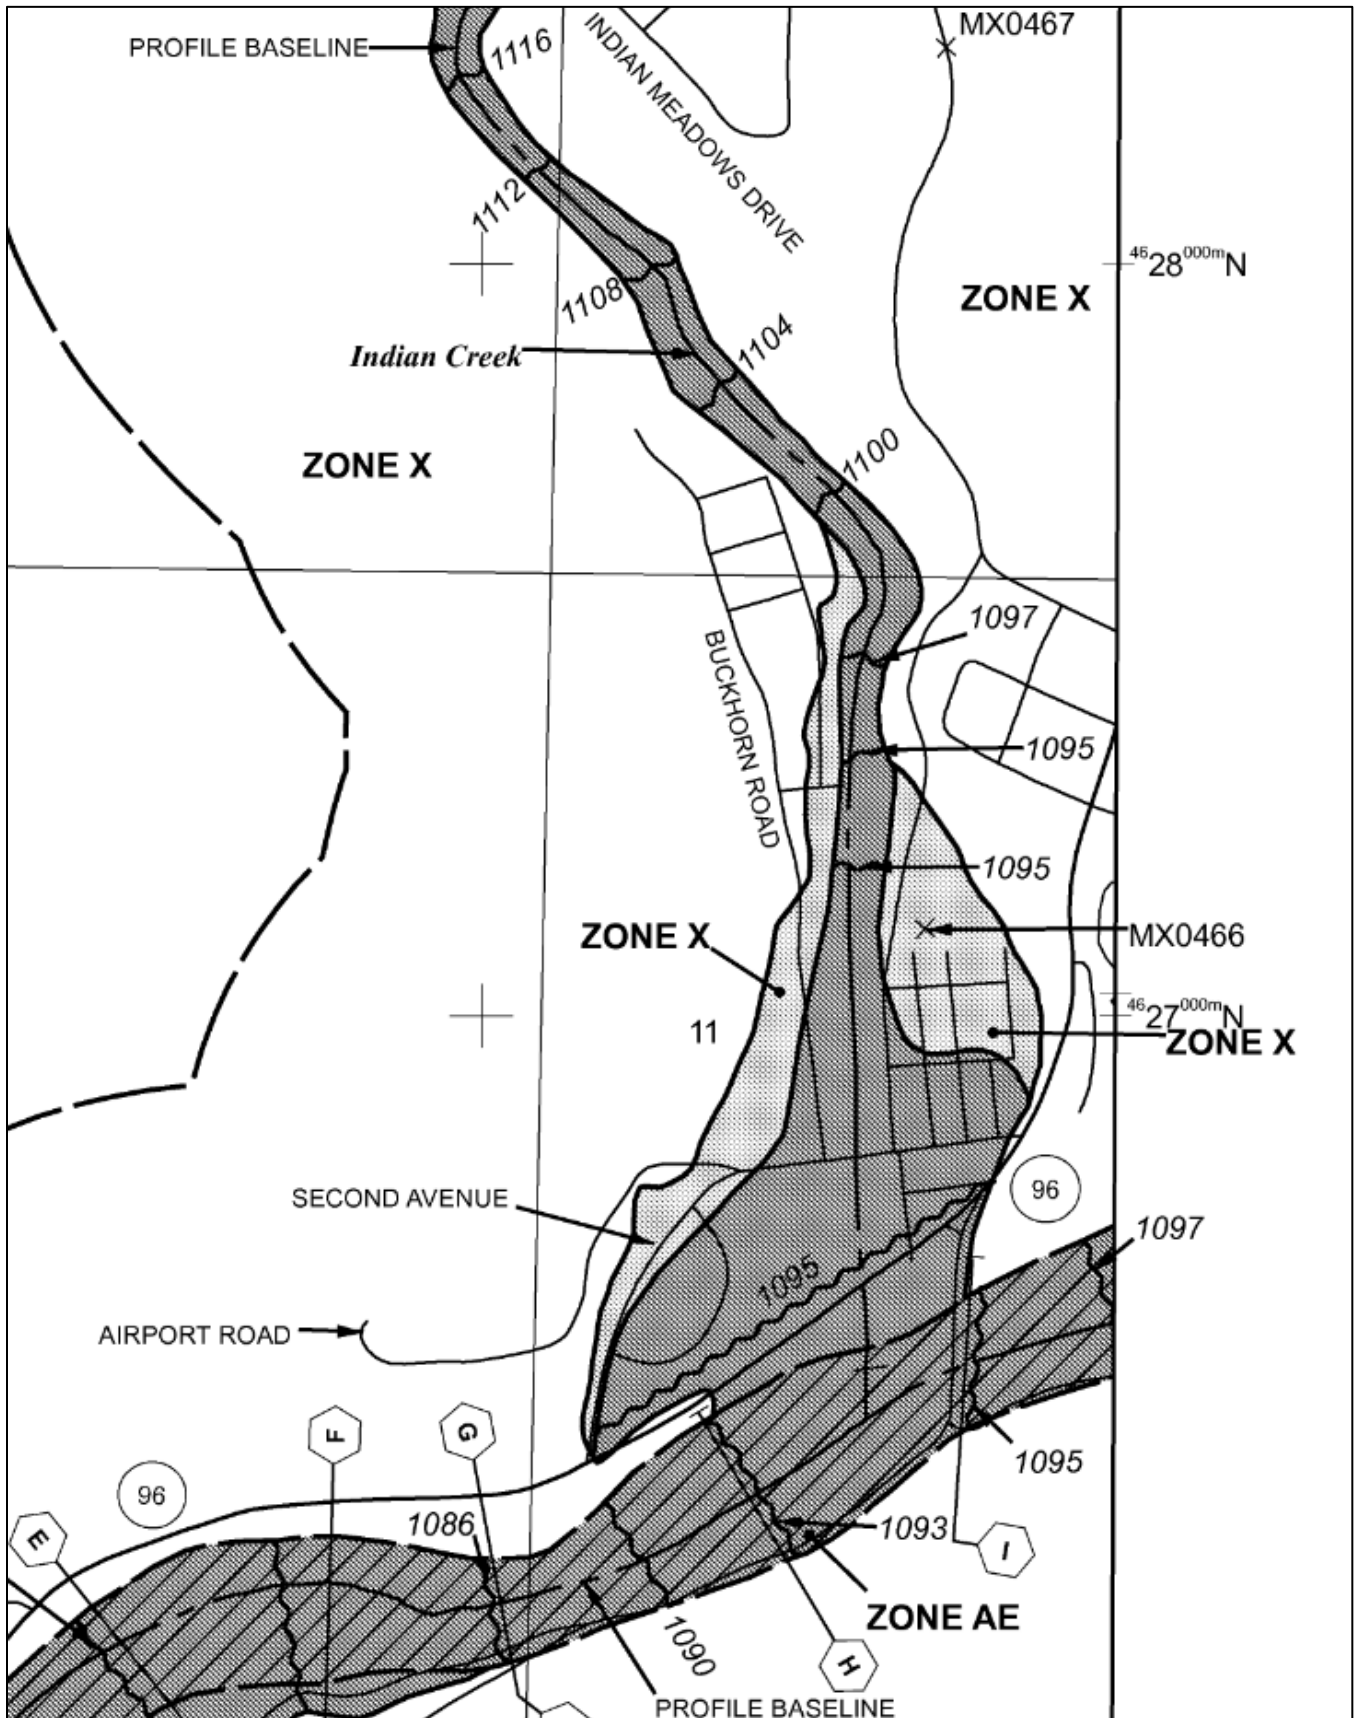 MX0467
PROFILE BASELINE
1116
INDIAN MEADOWS DRIVE
1112
4628000mN
1108
ZONE X
1104
Indian Creek
1100
ZONE X
1097
BUCKHORN ROAD
1095
1095
ZONE X
MX0466
4627000mN
11
ZONE X
SECOND AVENUE
96
1097
1095
AIRPORT ROAD
F
G
1095
96
1086
1093
E
I
ZONE AE
1090
H
PROFILE BASELINE